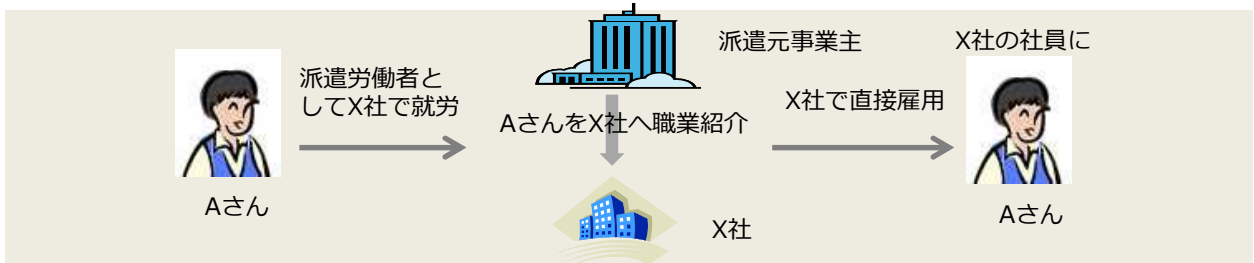 派遣労働者と
してX社で就労
Aさん
派遣元事業主
AさんをX社へ職業紹介
X社
X社で直接雇用
X社の社員に
Aさん